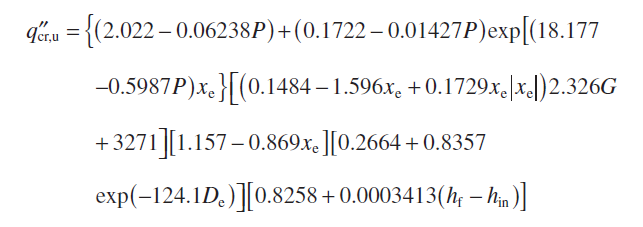 q″cr,u = {(2.022 – 0.06238P)+(0.1722 – 0.01427P)exp[(18.177
–0.5987P)xe}[(0.1484 – 1.596xe +0.1729xe|xe|)2.326G
+3271][1.157 – 0.869xe][0.2664 + 0.8357
exp(–124.1De)][0.8258 + 0.0003413(hf – hin)]